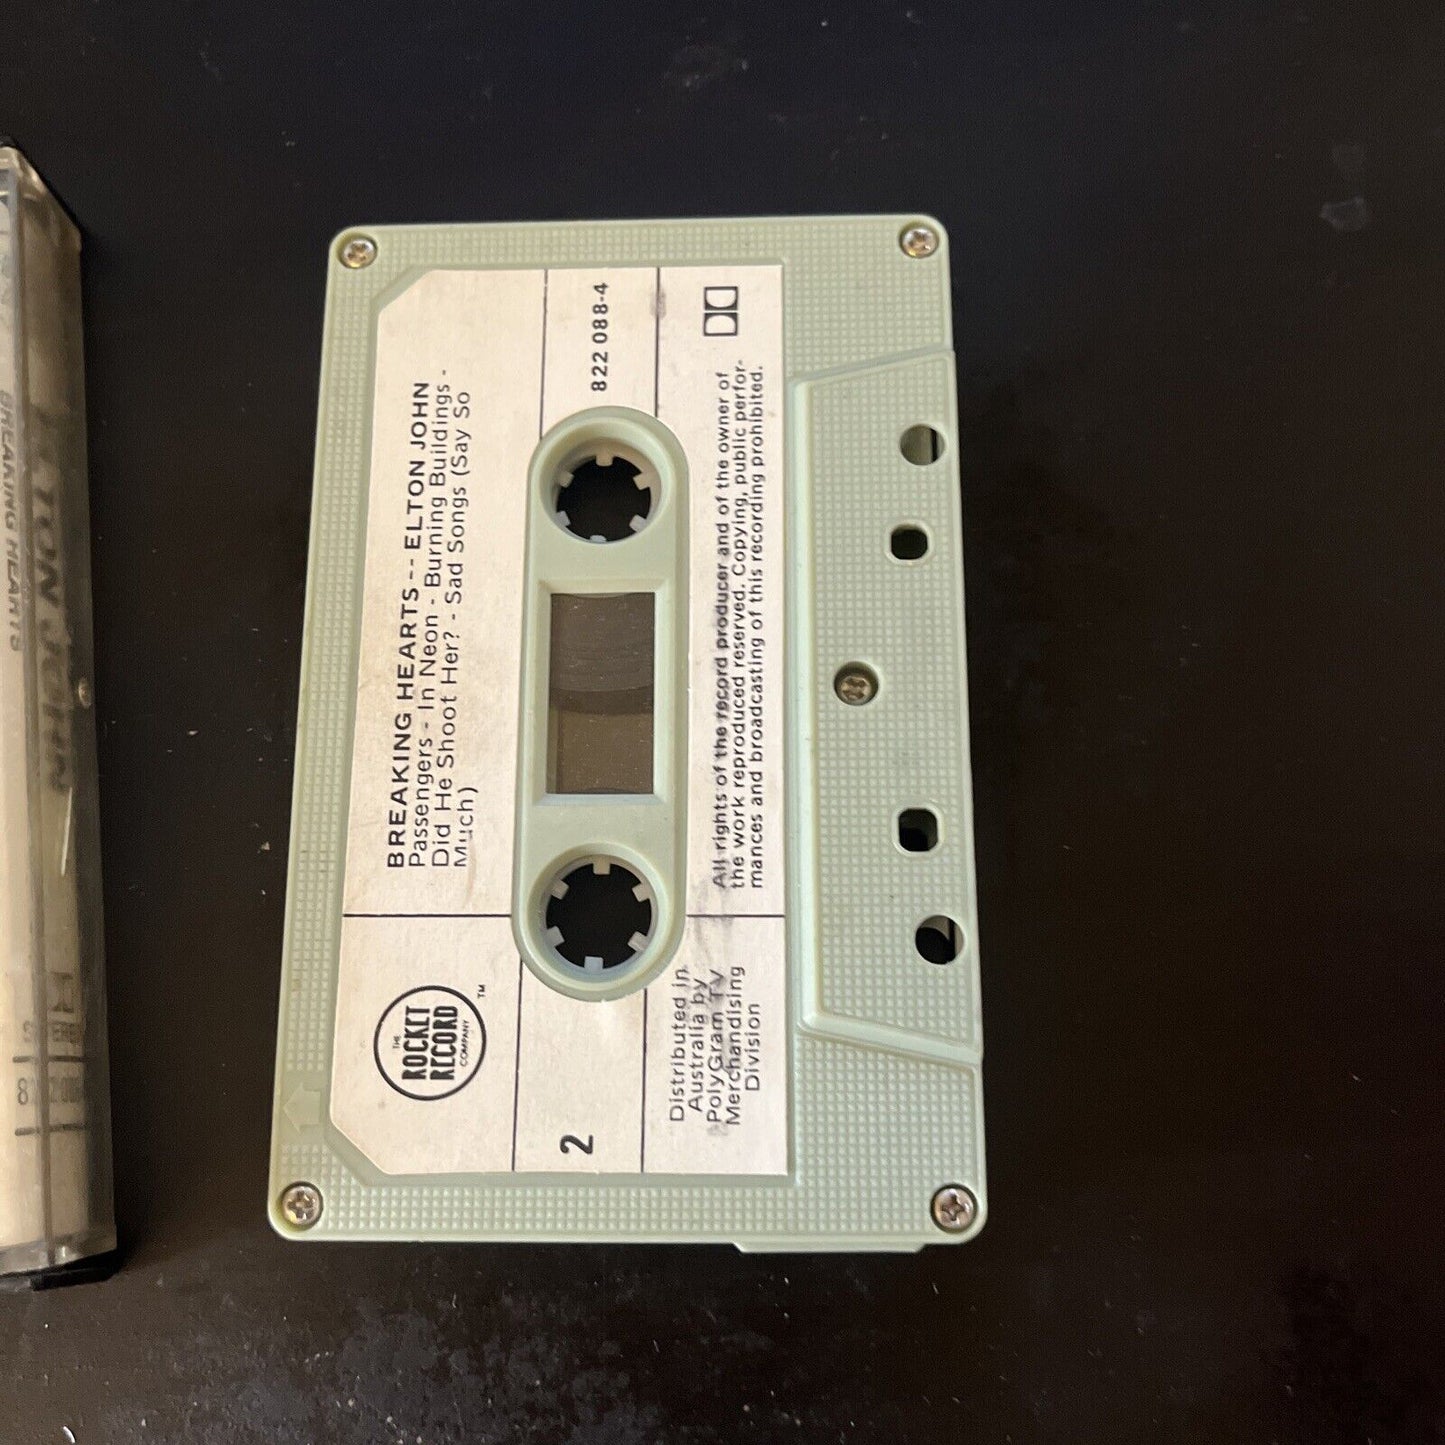 BREAKING HEARTS -- ELTON JOHN
Passengers - In Neon - Burning Buildings -
Did He Shoot Her? - Sad Songs (Say So
Much)
THE
ROCKET
RECORD
COMPANY
TM
2
822 088-4
Distributed in
Australia by
PolyGram TV
Merchandising
Division
All rights of the record producer and of the owner of
the work reproduced reserved. Copying, public perfor-
mances and broadcasting of this recording prohibited.
ELTON JOHN
BREAKING HEARTS